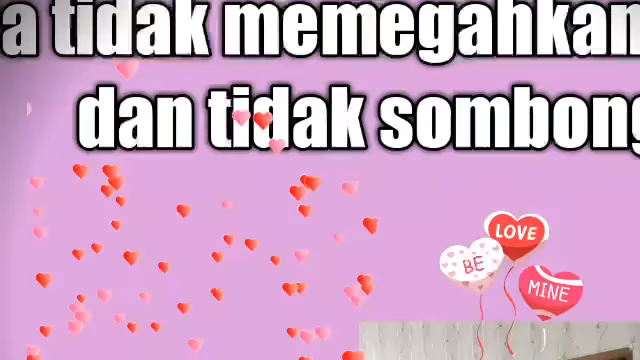 a tidak memegahkan
dan tidak sombong
LOVE
BE
MINE